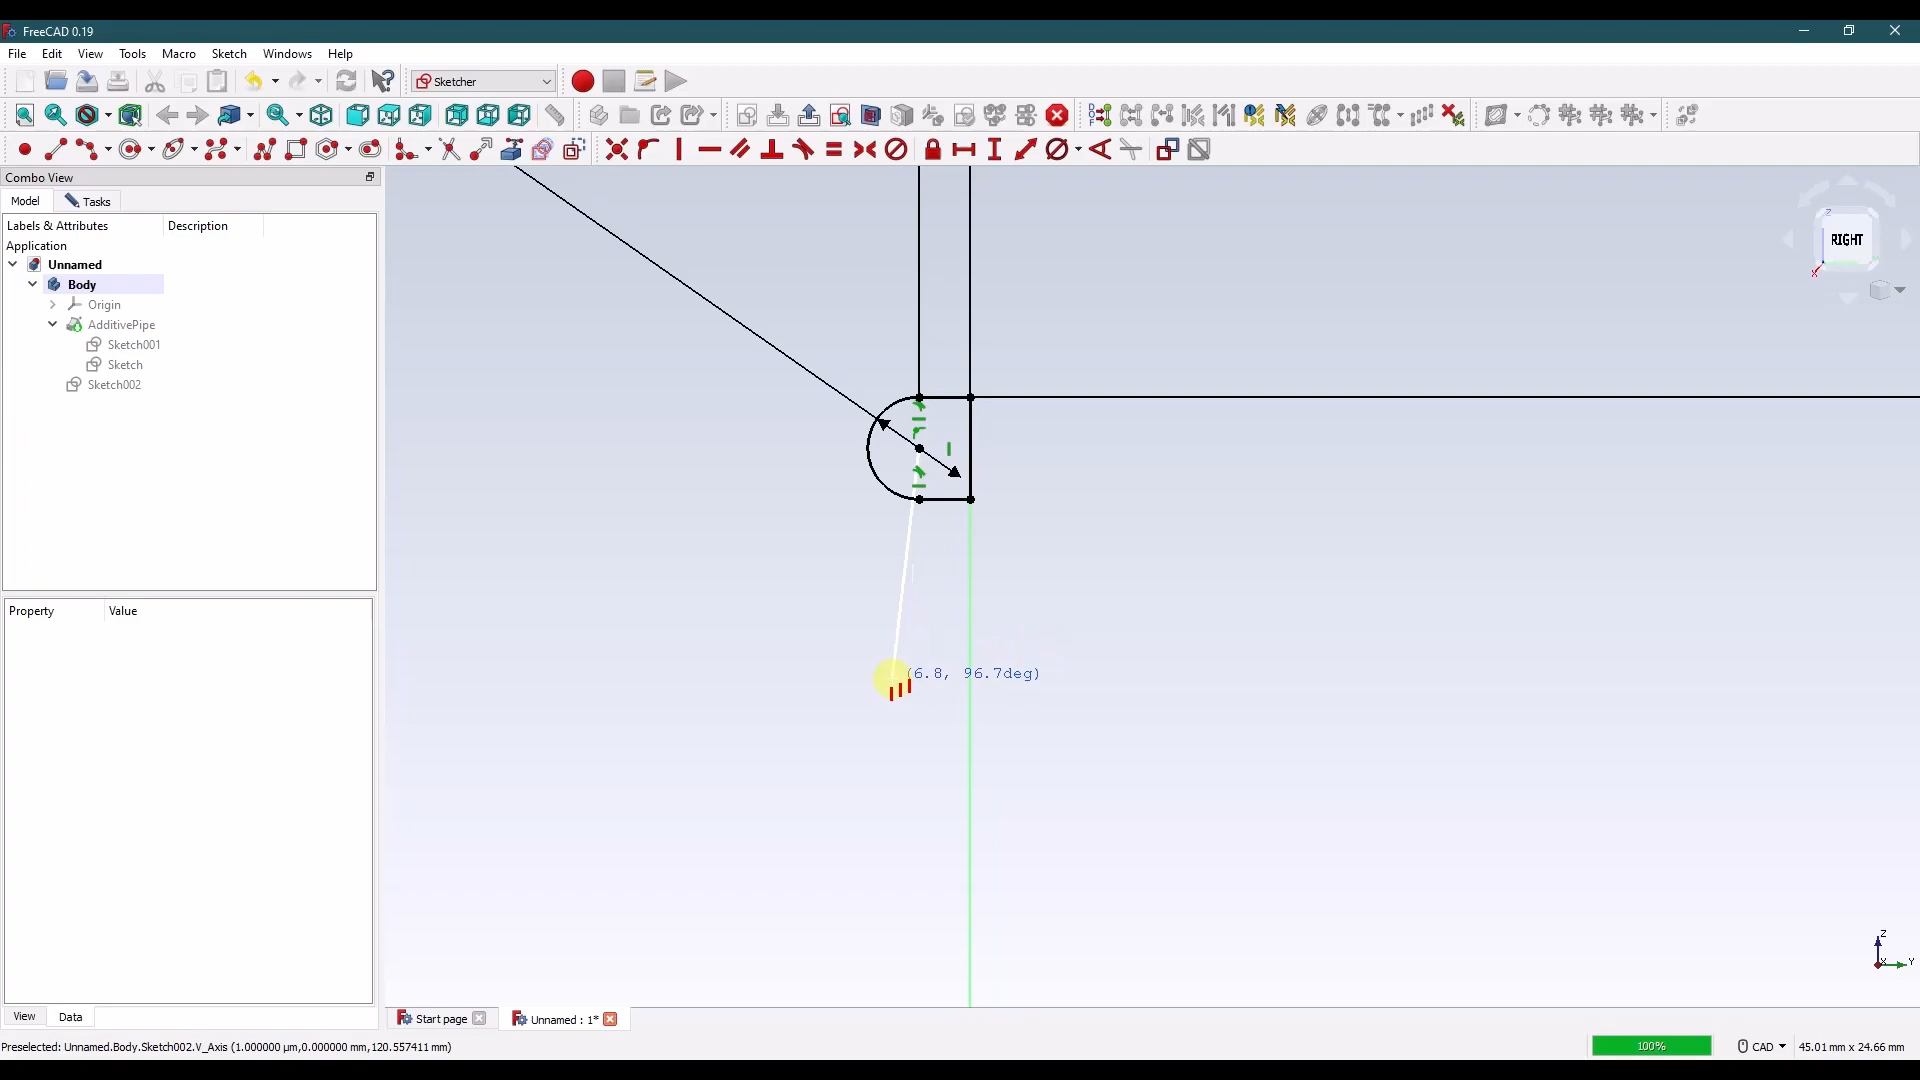 FreeCAD 0.19
File Edit View Tools Macro Sketch Windows Help
Sketcher
Combo View
Model Tasks
Labels & Attributes Description
Application
Unnamed
Body
Origin
AdditivePipe
Sketch001
Sketch
Sketch002
Property Value
View Data
RIGHT
Z
X
(6.8, 96.7deg)
Z
X
Y
Start page
Unnamed : 1*
Preselected: Unnamed.Body.Sketch002.V_Axis (1.000000 µm,0.000000 mm,120.557411 mm)
100%
CAD
45.01 mm x 24.66 mm